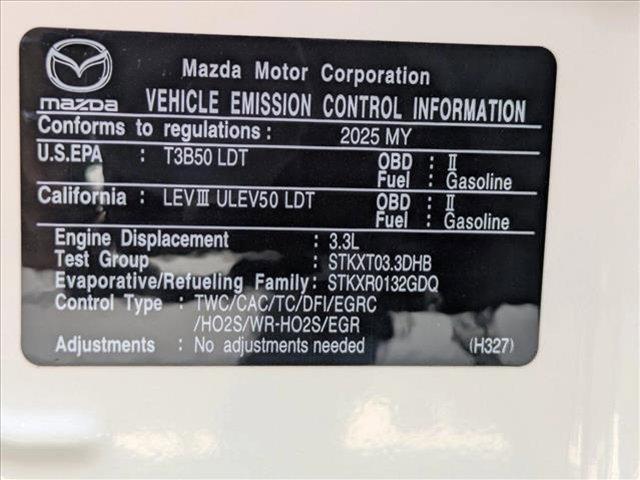 Mazda Motor Corporation
mazda VEHICLE EMISSION CONTROL INFORMATION
Conforms to regulations : 2025 MY
U.S.EPA : T3B50 LDT OBD : II
Fuel : Gasoline
California : LEVⅢ ULEV50 LDT OBD : II
Fuel : Gasoline
Engine Displacement : 3.3L
Test Group : STKXT03.3DHB
Evaporative/Refueling Family: STKXR0132GDQ
Control Type : TWC/CAC/TC/DFI/EGRC
/HO2S/WR-HO2S/EGR
Adjustments : No adjustments needed (H327)